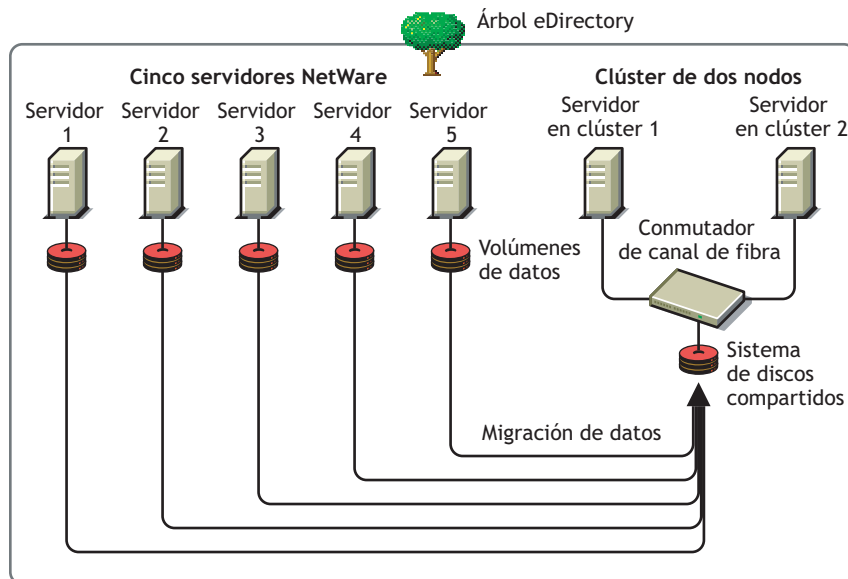 Árbol eDirectory
Cinco servidores NetWare
Clúster de dos nodos
Servidor
1
Servidor
2
Servidor
3
Servidor
4
Servidor
5
Servidor
en clúster 1
Servidor
en clúster 2
Volúmenes
de datos
Conmutador
de canal de fibra
Sistema
de discos
compartidos
Migración de datos